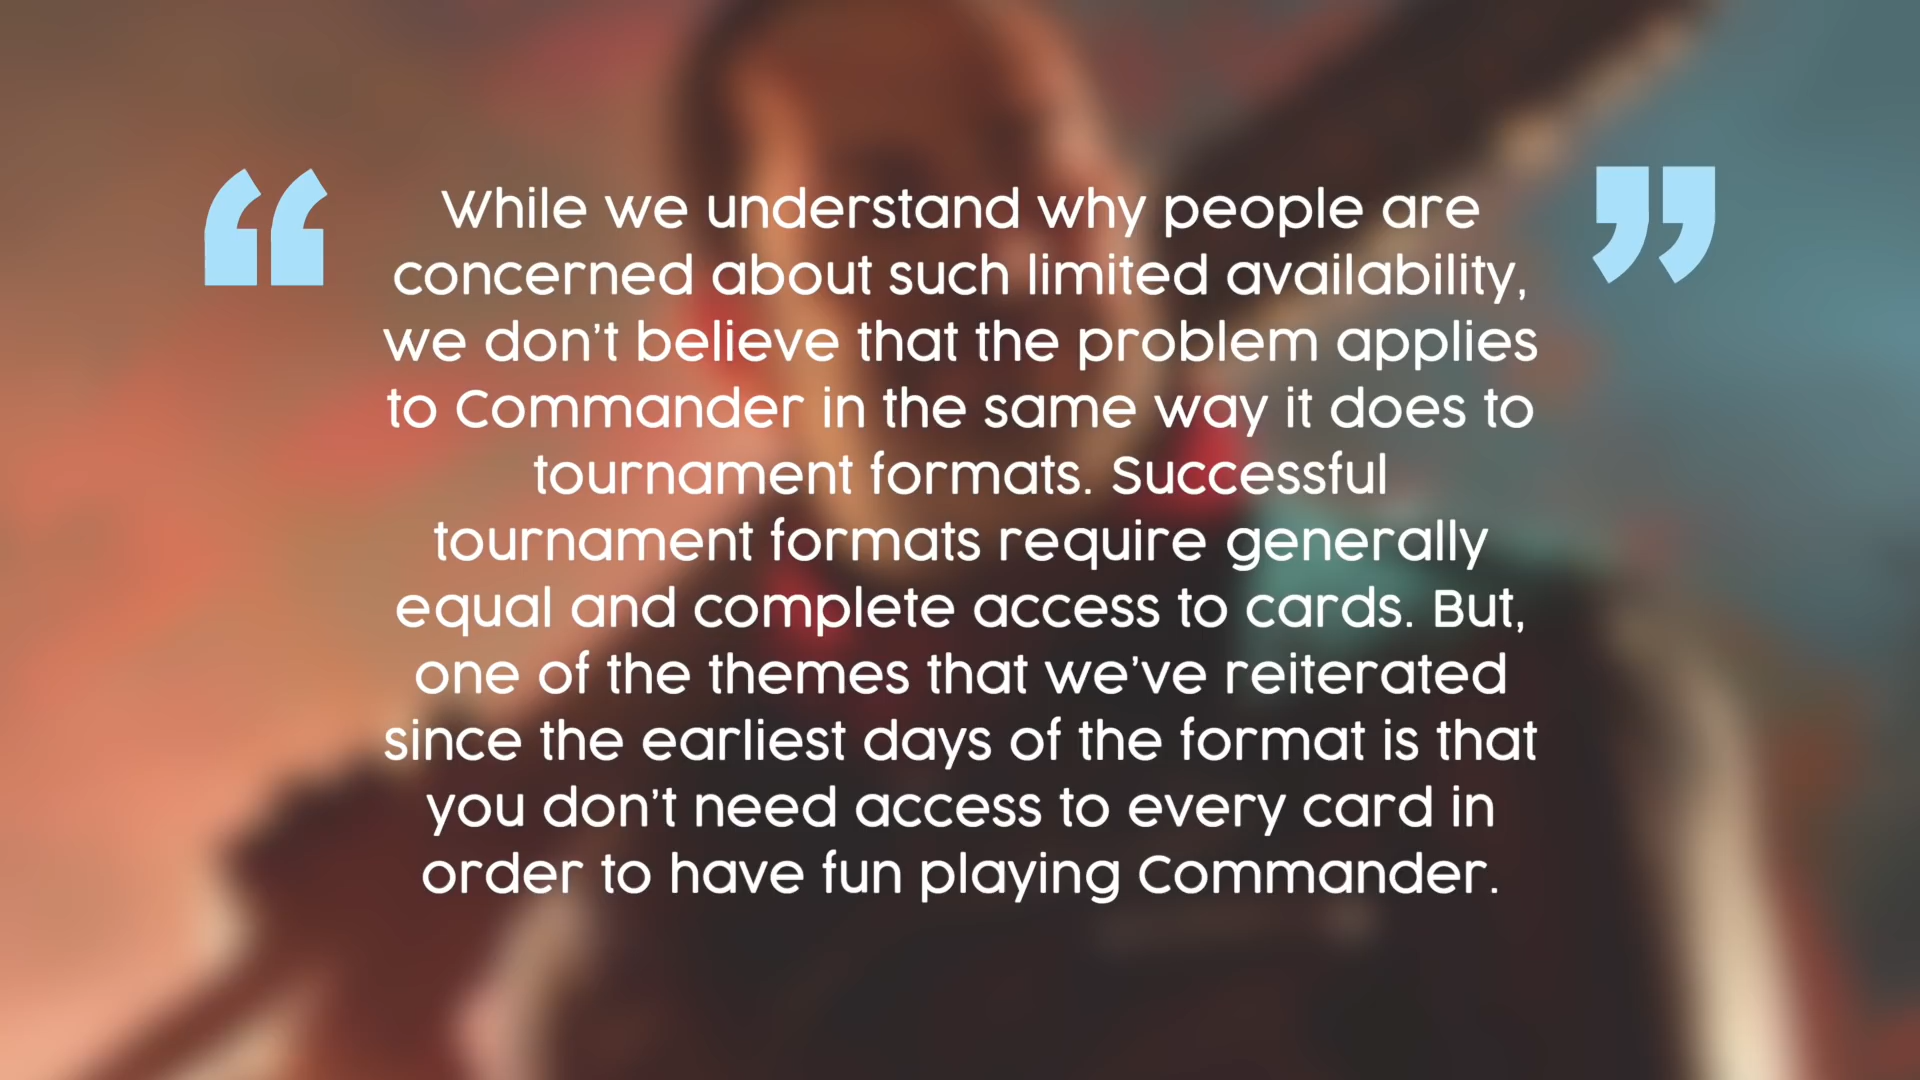 “ While we understand why people are ”
concerned about such limited availability,
we don't believe that the problem applies
to Commander in the same way it does to
tournament formats. Successful
tournament formats require generally
equal and complete access to cards. But,
one of the themes that we've reiterated
since the earliest days of the format is that
you don't need access to every card in
order to have fun playing Commander.